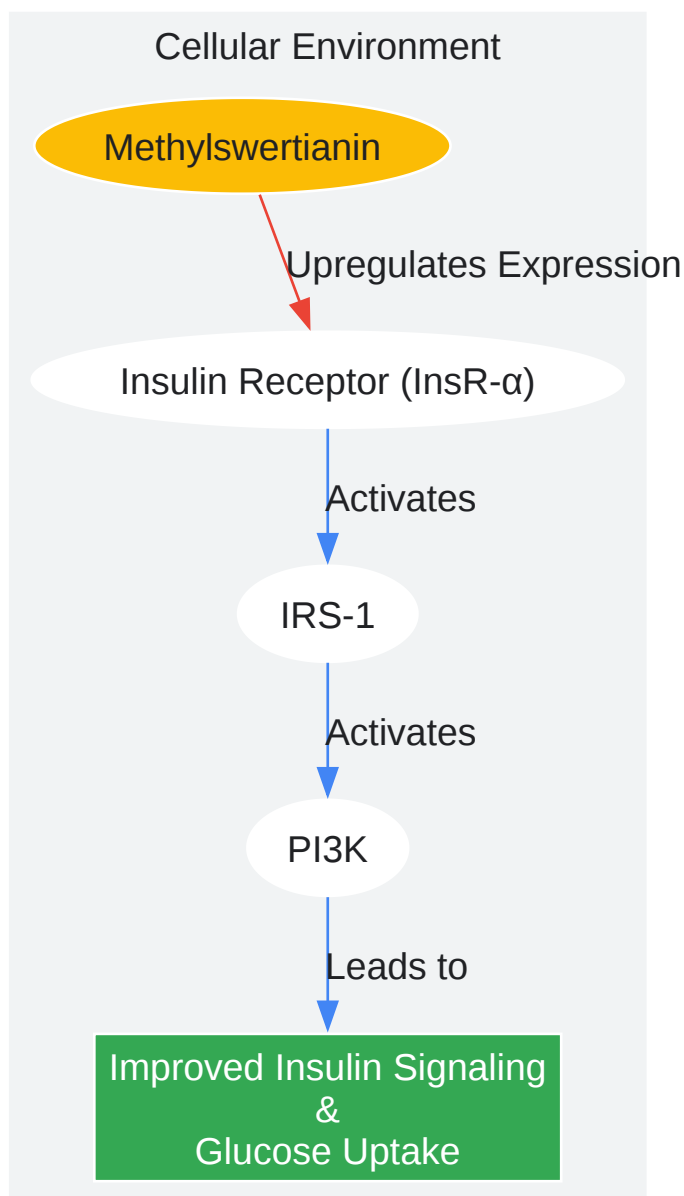 Cellular Environment
Methylswertianin
Upregulates Expression
Insulin Receptor (InsR-α)
Activates
IRS-1
Activates
PI3K
Leads to
Improved Insulin Signaling
&
Glucose Uptake